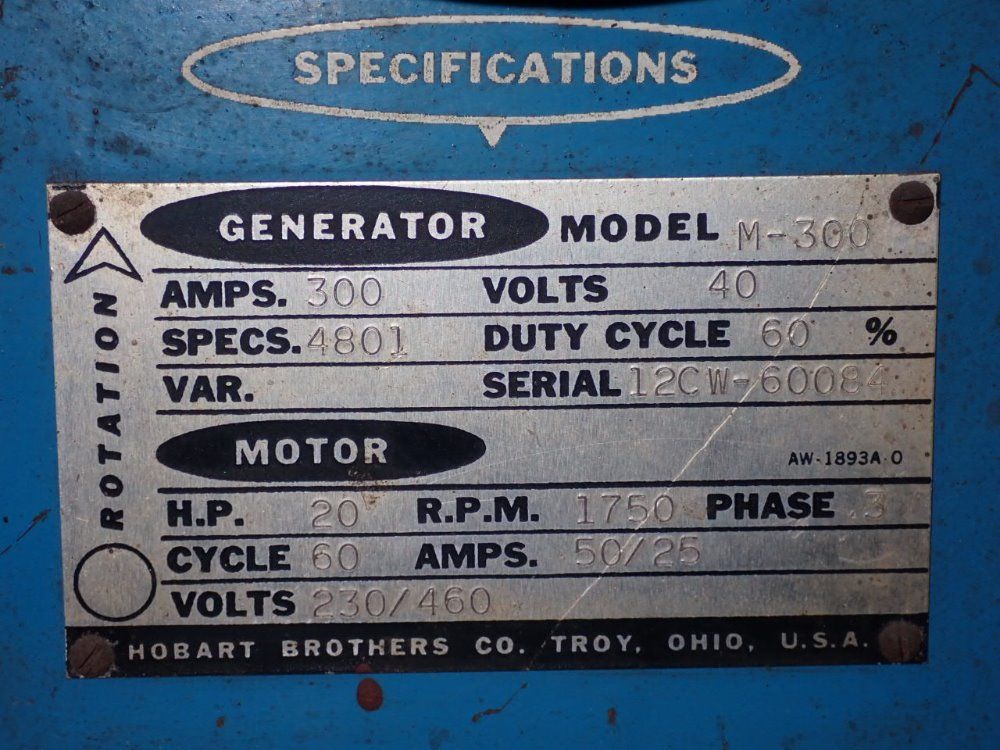 SPECIFICATIONS
GENERATOR MODEL M-300
AMPS. 300 VOLTS 40
SPECS. 4801 DUTY CYCLE 60 %
VAR. SERIAL 12CW-60084
ROTATION
MOTOR AW-1893A-0
H.P. 20 R.P.M. 1750 PHASE 3
CYCLE 60 AMPS. 50/25
VOLTS 230/460
HOBART BROTHERS CO. TROY, OHIO, U.S.A.